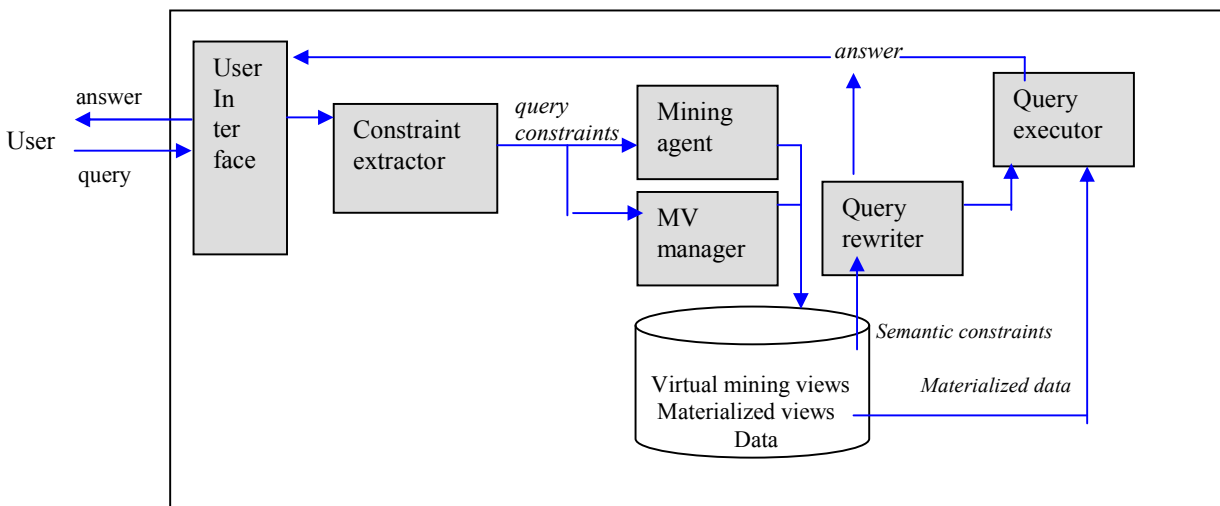 User
answer
query
User
In
ter
face
Constraint
extractor
query
constraints
Mining
agent
MV
manager
answer
Query
rewriter
Query
executor
Semantic constraints
Materialized data
Virtual mining views
Materialized views
Data